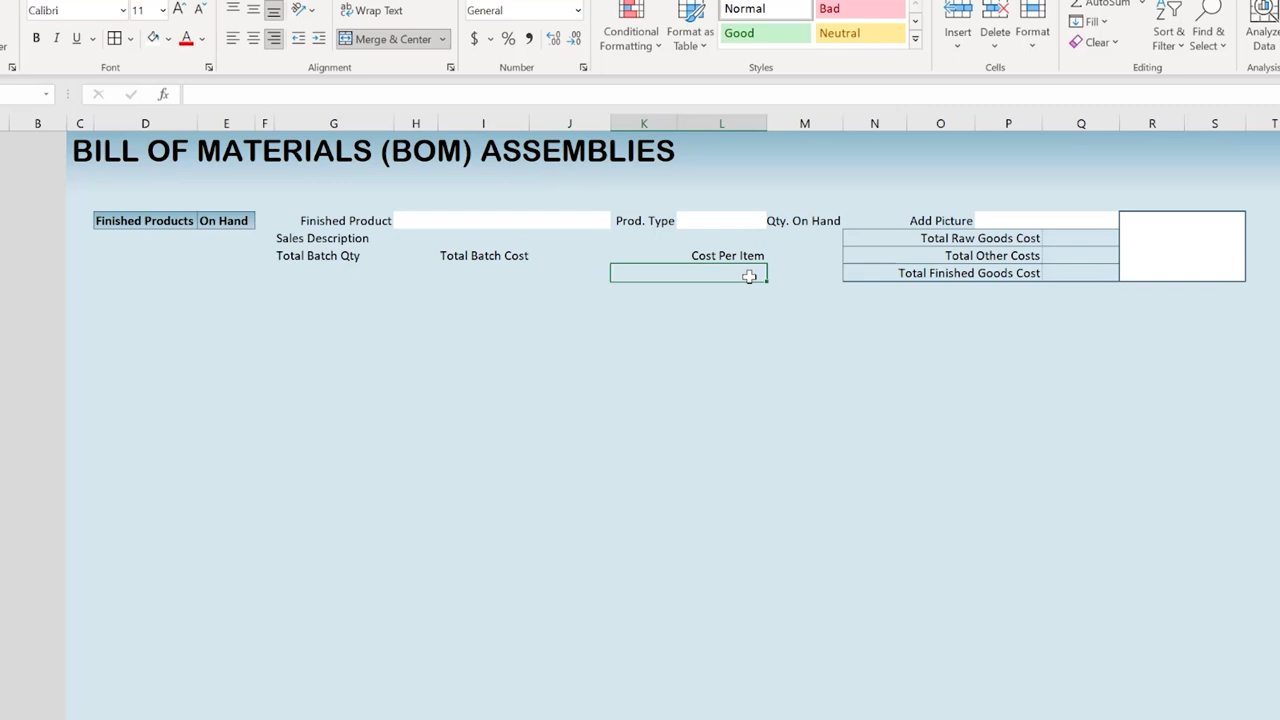 Calibri 11 Wrap Text General Normal Bad AutoSum
B I U Merge & Center $ % Conditional Formatting Format as Table Good Neutral Insert Delete Format Fill Clear Sort & Filter Find & Select Analyze Data
Font Alignment Number Styles Cells Editing Analysis
fx
B C D E F G H I J K L M N O P Q R S T
BILL OF MATERIALS (BOM) ASSEMBLIES
Finished Products On Hand Finished Product Prod. Type Qty. On Hand Add Picture
Sales Description Total Raw Goods Cost
Total Batch Qty Total Batch Cost Cost Per Item Total Other Costs
Total Finished Goods Cost